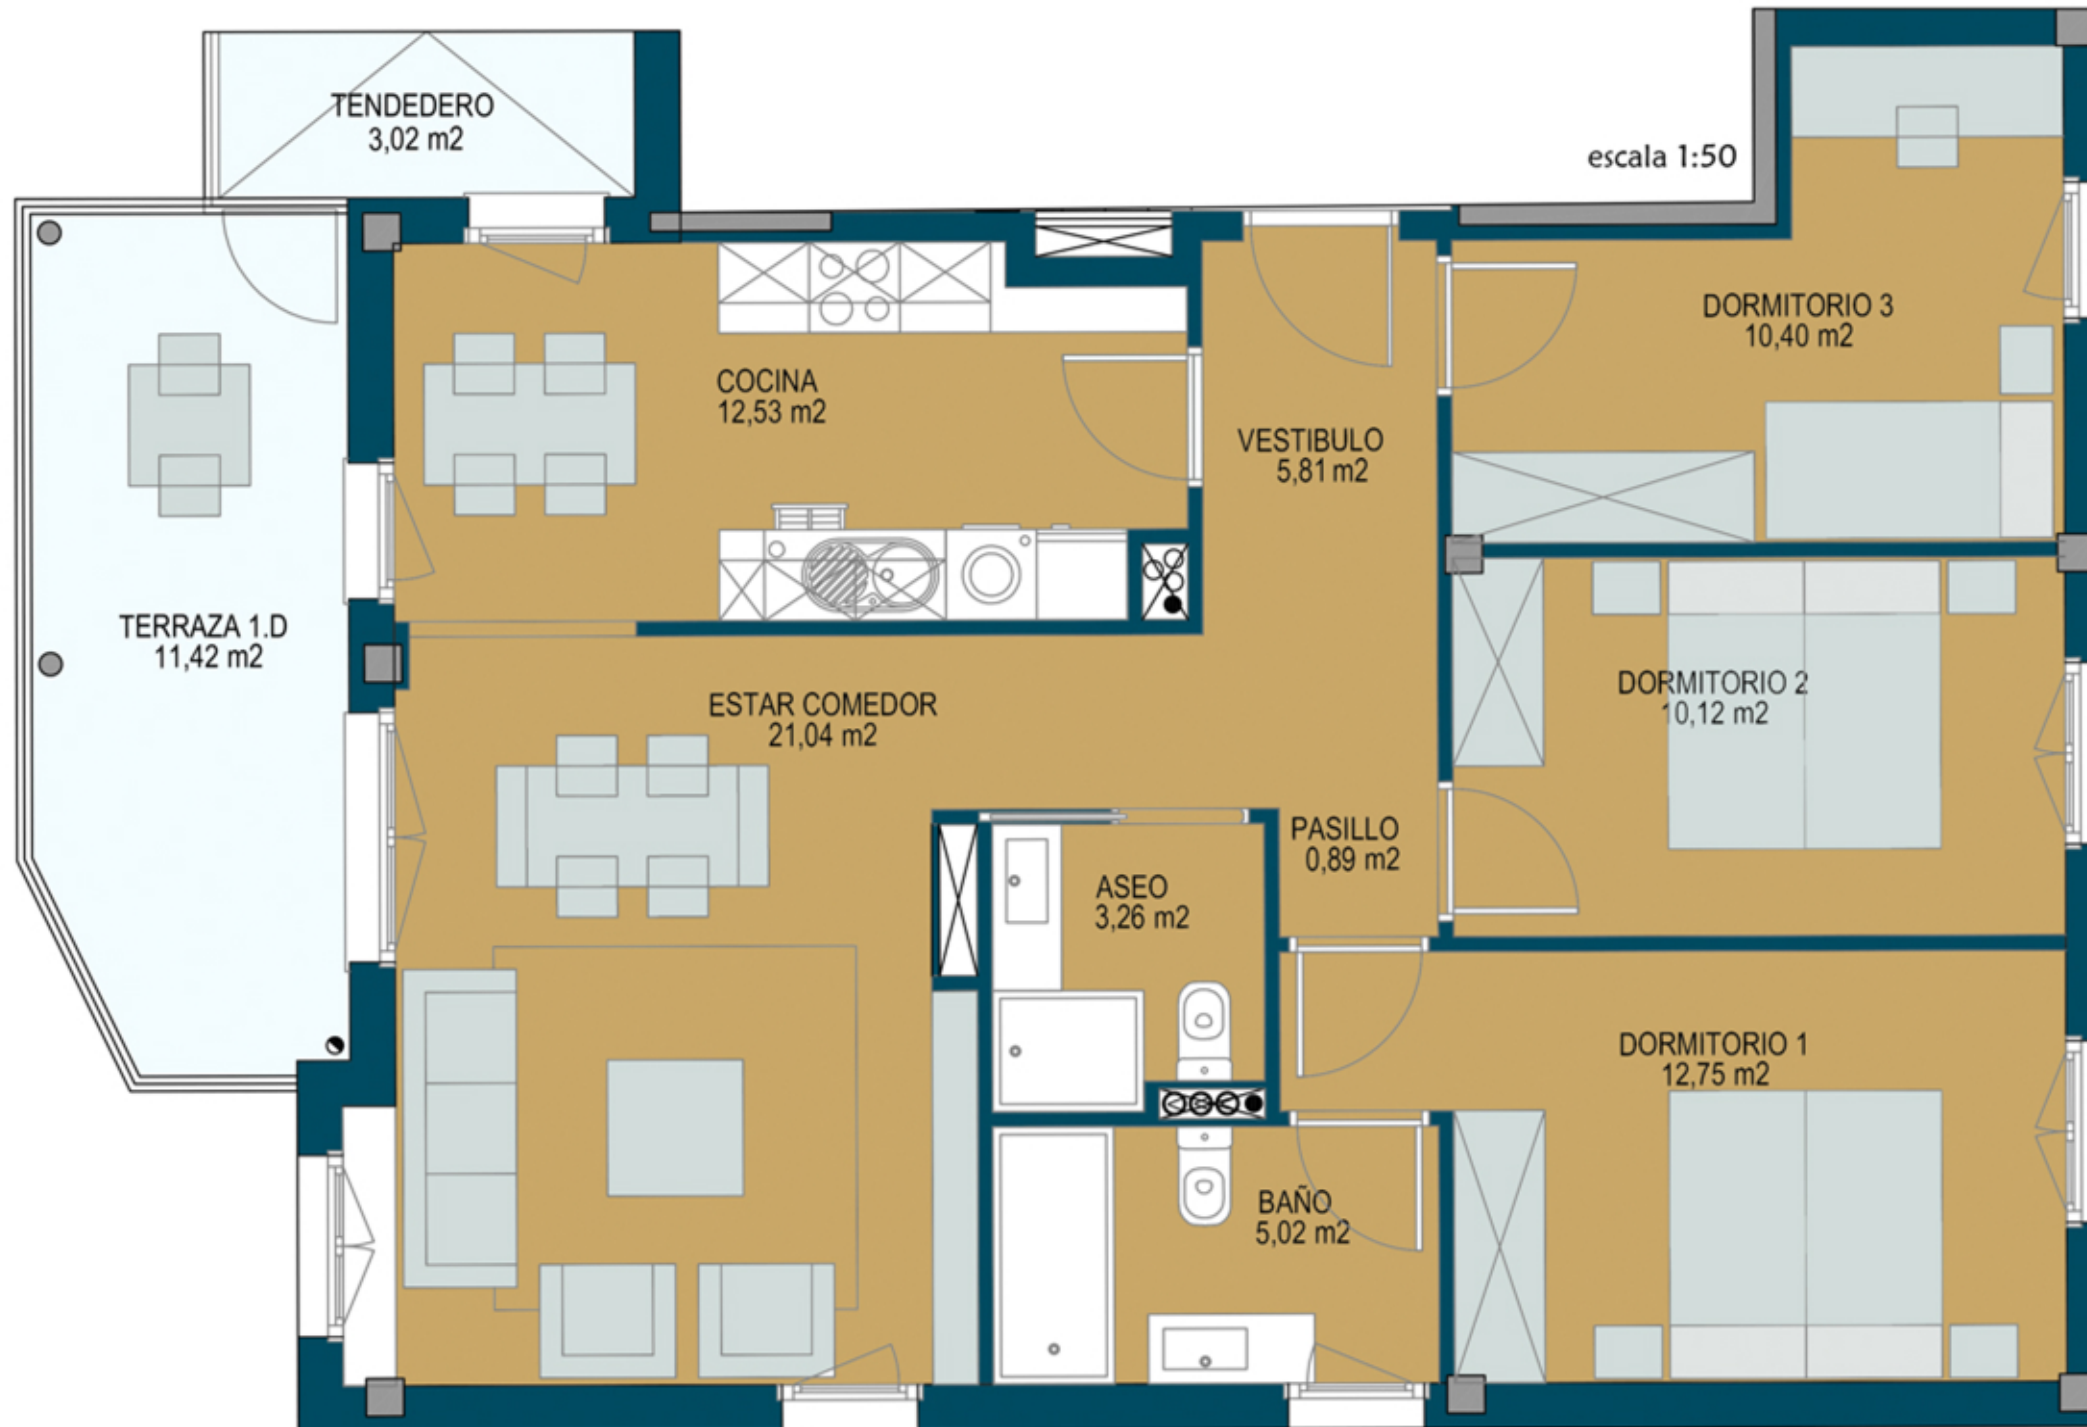 TENDEDERO
3,02 m2
escala 1:50
DORMITORIO 3
10,40 m2
COCINA
12,53 m2
VESTIBULO
5,81 m2
TERRAZA 1.D
11,42 m2
ESTAR COMEDOR
21,04 m2
DORMITORIO 2
10,12 m2
PASILLO
0,89 m2
ASEO
3,26 m2
DORMITORIO 1
12,75 m2
BAÑO
5,02 m2